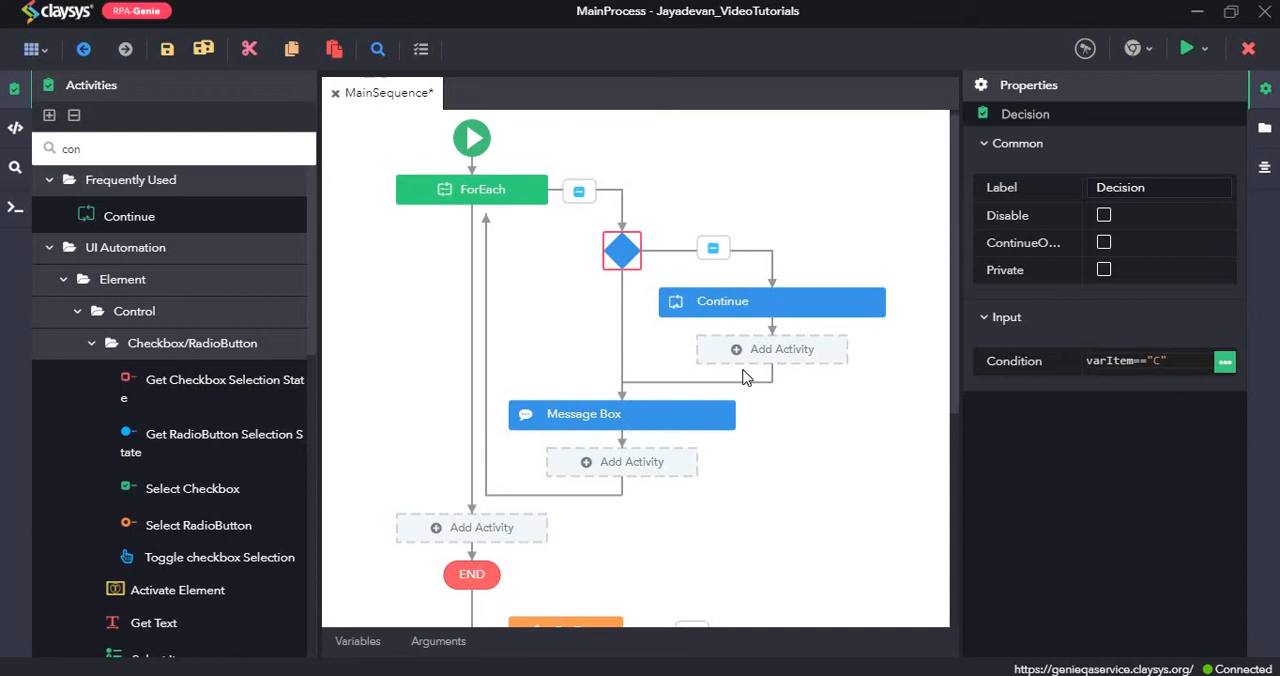 claysys
RPA-Genie
MainProcess - Jayadevan_VideoTutorials
Activities
MainSequence*
Properties
Decision
con
Common
Frequently Used
Label
Decision
Continue
Disable
ForEach
UI Automation
ContinueO...
Element
Private
Control
Continue
Input
Checkbox/RadioButton
Add Activity
Condition
varItem=="C"
Get Checkbox Selection Stat
e
Message Box
Get RadioButton Selection S
tate
Add Activity
Select Checkbox
Select RadioButton
Add Activity
Toggle checkbox Selection
END
Activate Element
Get Text
Variables
Arguments
https://genieqaservice.claysys.org/
Connected